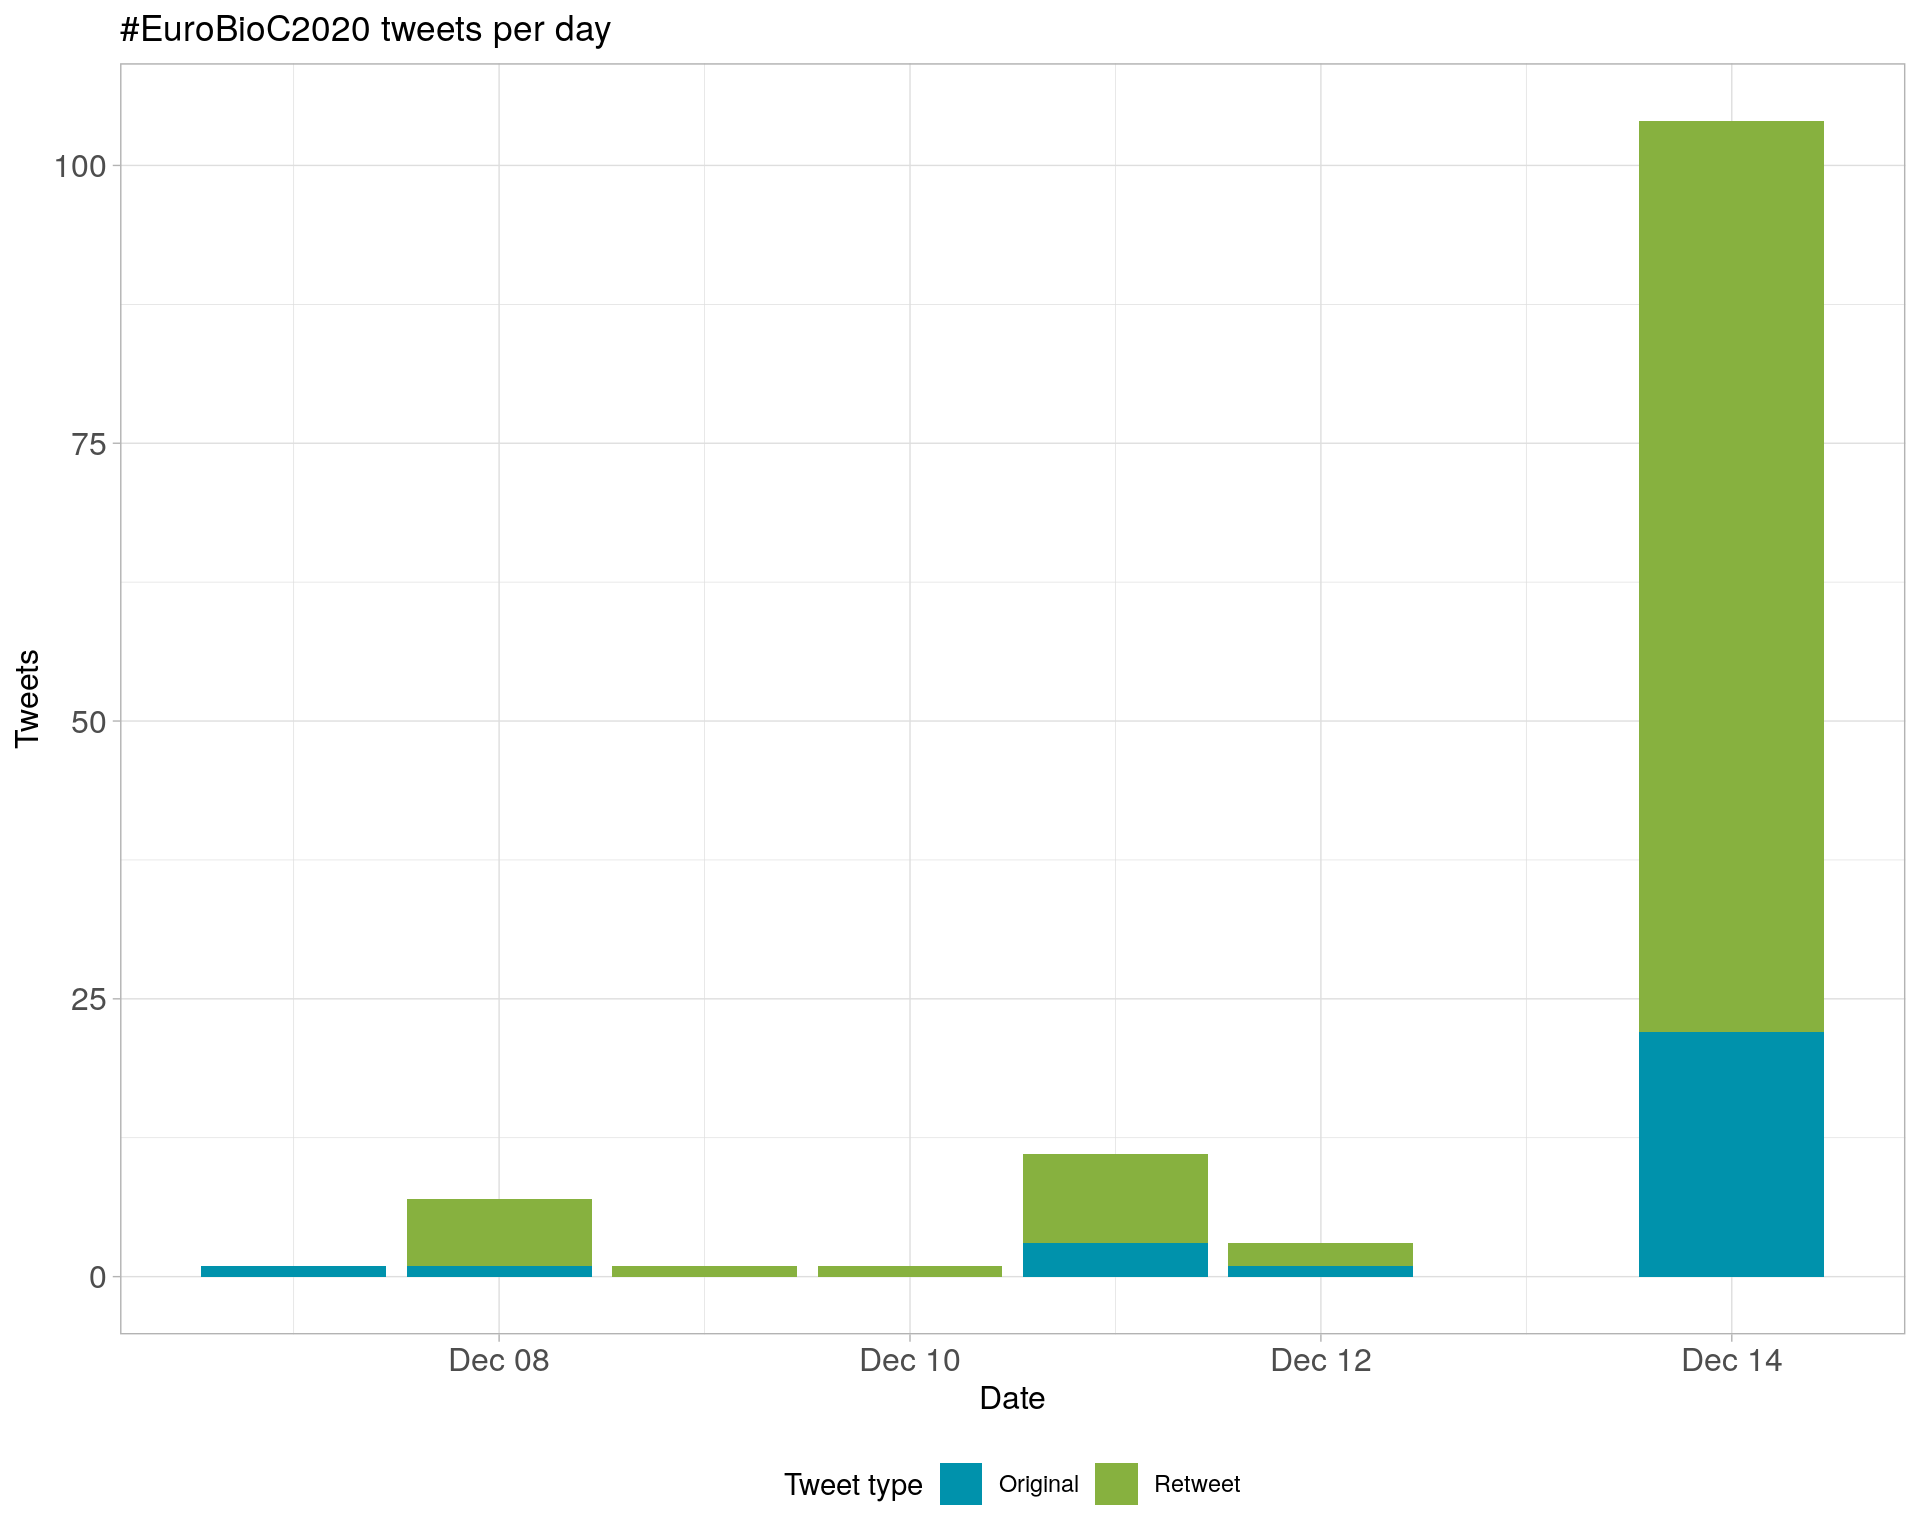 #EuroBioC2020 tweets per day
100
75
50
25
0
Tweets
Dec 08 Dec 10 Dec 12 Dec 14
Date
Tweet type Original Retweet